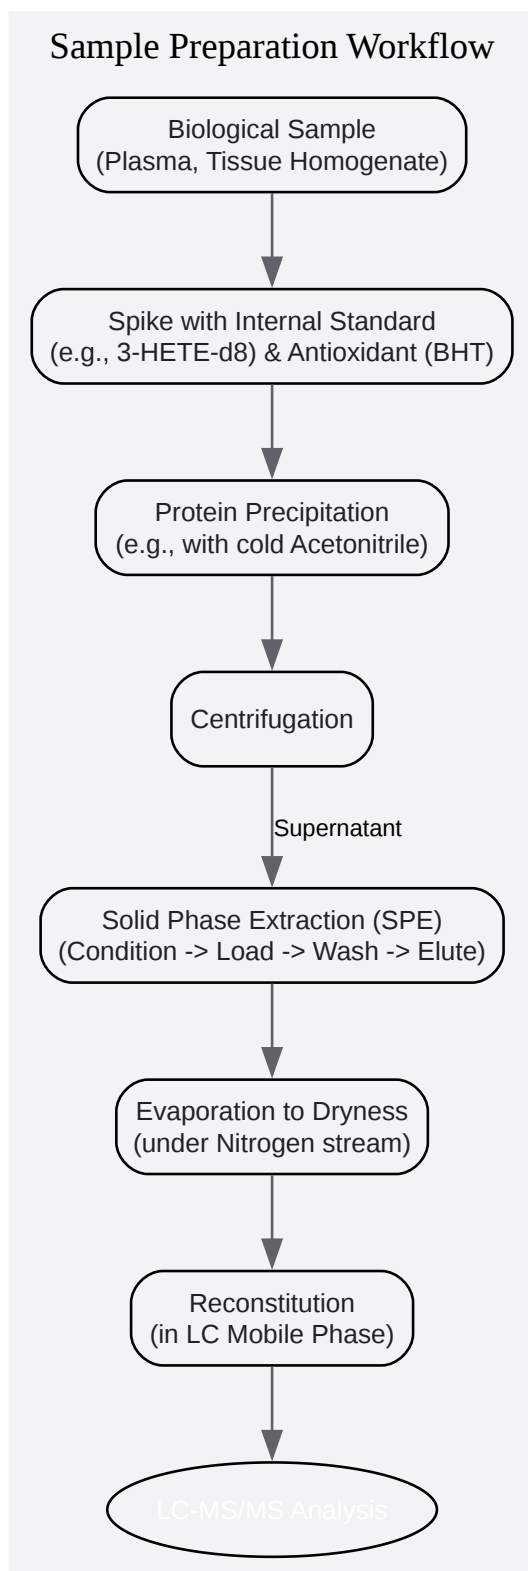 Sample Preparation Workflow
Biological Sample
(Plasma, Tissue Homogenate)
Spike with Internal Standard
(e.g., 3-HETE-d8) & Antioxidant (BHT)
Protein Precipitation
(e.g., with cold Acetonitrile)
Centrifugation
Supernatant
Solid Phase Extraction (SPE)
(Condition -> Load -> Wash -> Elute)
Evaporation to Dryness
(under Nitrogen stream)
Reconstitution
(in LC Mobile Phase)
LC-MS/MS Analysis